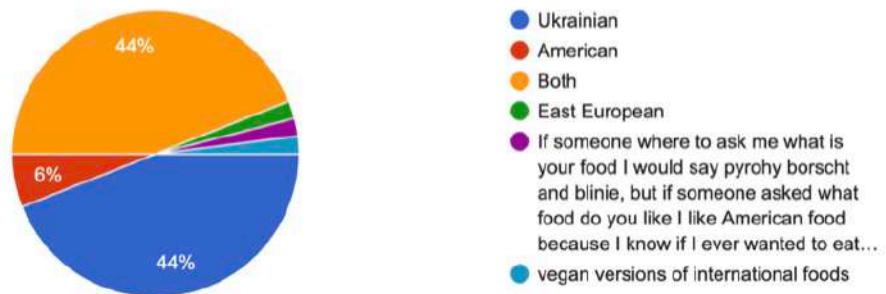 44%
6%
44%
Ukrainian
American
Both
East European
If someone where to ask me what is
your food I would say pyrohy borscht
and blinie, but if someone asked what
food do you like I like American food
because I know if I ever wanted to eat...
vegan versions of international foods